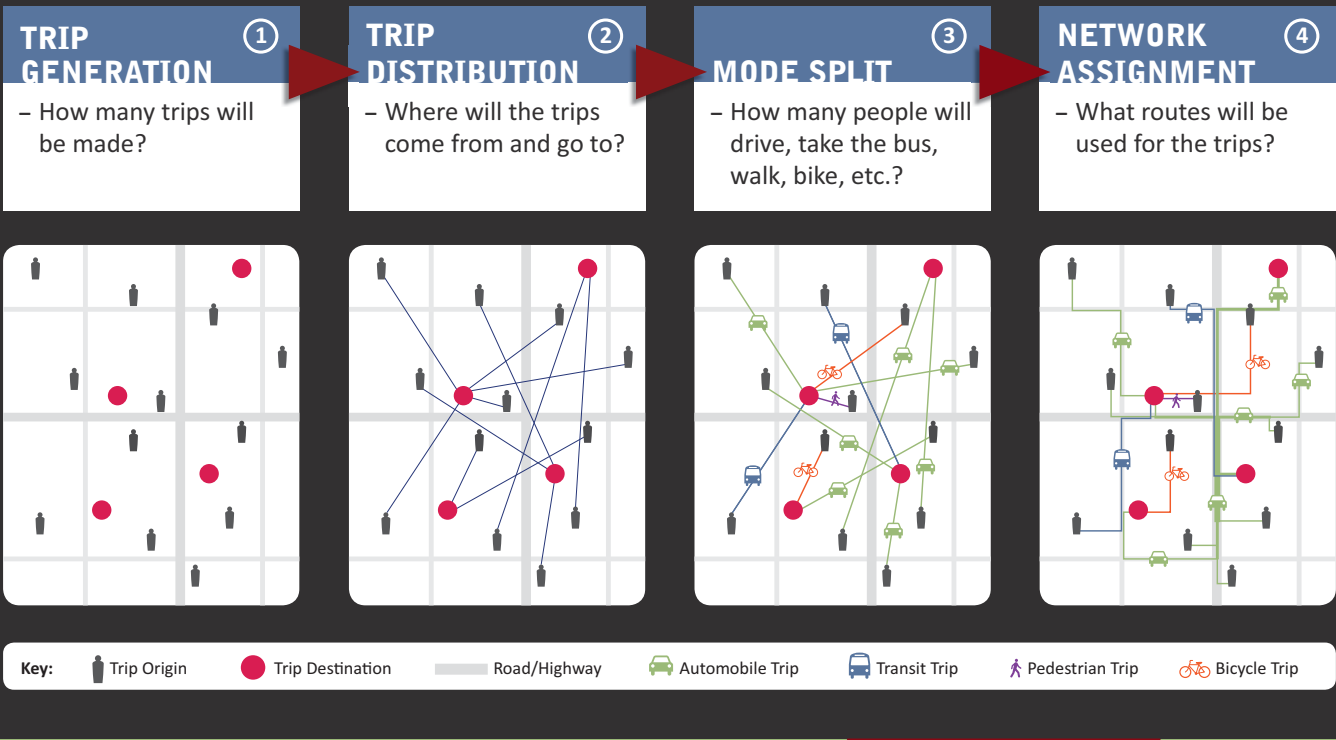 TRIP
GENERATION
1
– How many trips will
be made?
TRIP
DISTRIBUTION
2
– Where will the trips
come from and go to?
MODE SPLIT
3
– How many people will
drive, take the bus,
walk, bike, etc.?
NETWORK
ASSIGNMENT
4
– What routes will be
used for the trips?
Key:
Trip Origin
Trip Destination
Road/Highway
Automobile Trip
Transit Trip
Pedestrian Trip
Bicycle Trip